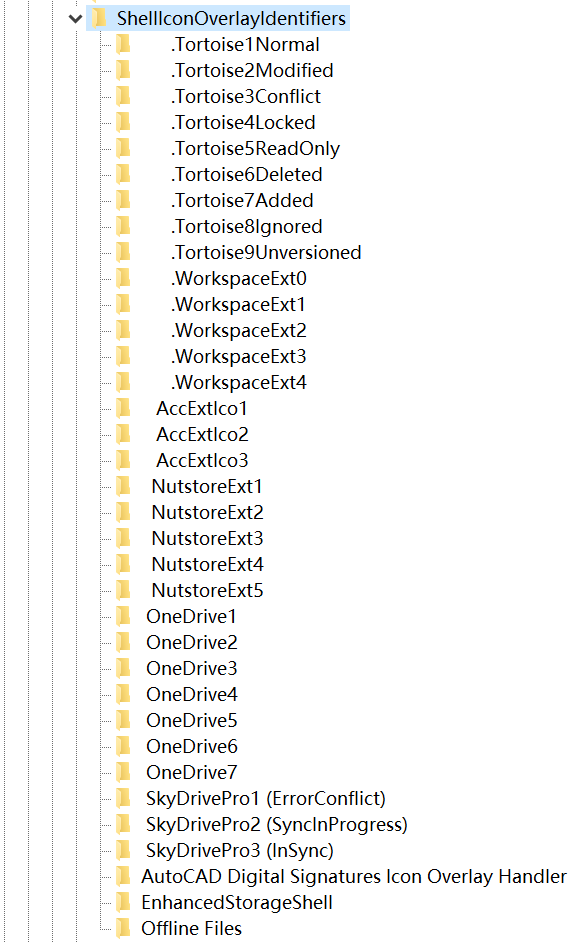 ShellIconOverlayIdentifiers
.Tortoise1Normal
.Tortoise2Modified
.Tortoise3Conflict
.Tortoise4Locked
.Tortoise5ReadOnly
.Tortoise6Deleted
.Tortoise7Added
.Tortoise8Ignored
.Tortoise9Unversioned
.WorkspaceExt0
.WorkspaceExt1
.WorkspaceExt2
.WorkspaceExt3
.WorkspaceExt4
AccExtIco1
AccExtIco2
AccExtIco3
NutstoreExt1
NutstoreExt2
NutstoreExt3
NutstoreExt4
NutstoreExt5
OneDrive1
OneDrive2
OneDrive3
OneDrive4
OneDrive5
OneDrive6
OneDrive7
SkyDrivePro1 (ErrorConflict)
SkyDrivePro2 (SyncInProgress)
SkyDrivePro3 (InSync)
AutoCAD Digital Signatures Icon Overlay Handler
EnhancedStorageShell
Offline Files